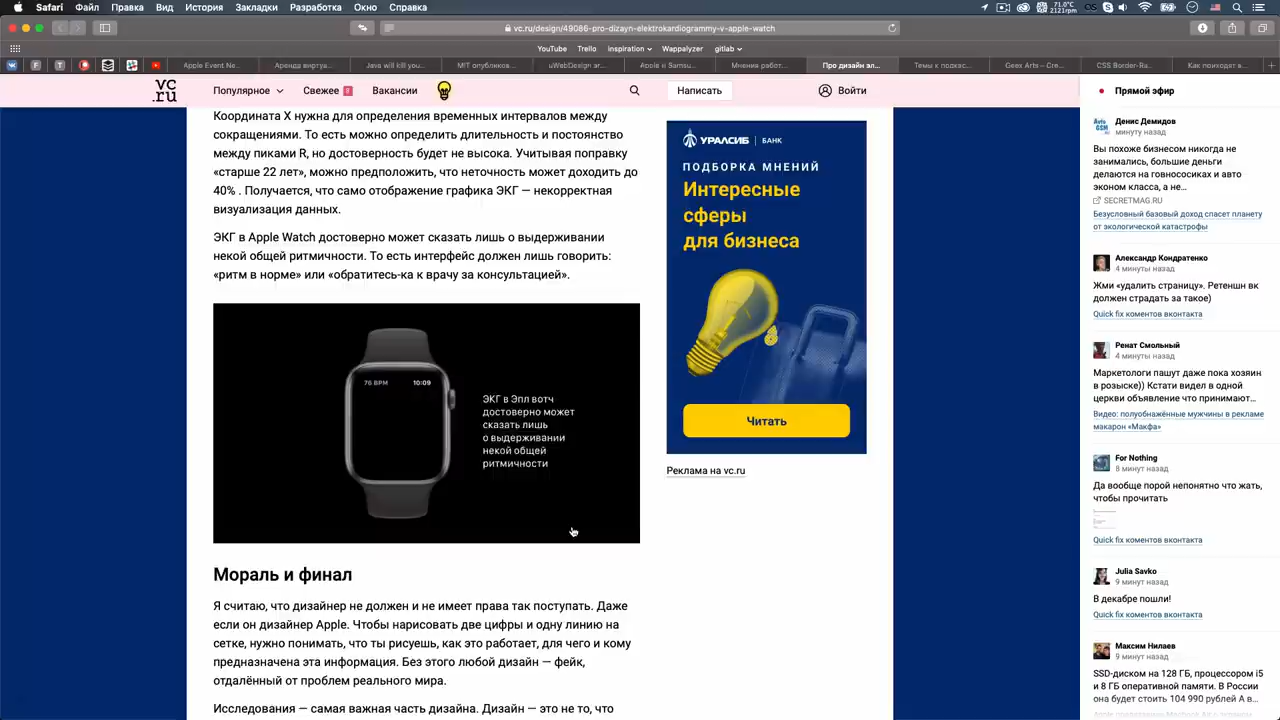 Safari Файл Правка Вид История Закладки Окно Справка
vc.ru/design/49086-pro-dizayn-elektrokardiogrammy-v-apple-watch
YouTube Trello inspiration Wappalyzer gitlab
Apple Event Ne... Аренда виртуа... Java will kill you... MIT опубликов... uWebDesign эг... Apple и Samsu... Мнения-работ... Про дизайн эл... Темы к подкас... Geex Arts – Cre... CSS Border-Ra... Как приходят в...
vc.ru
Популярное Свежее Вакансии Написать Войти
Координата X нужна для определения временных интервалов между
сокращениями. То есть можно определить длительность и постоянство
между пиками R, но достоверность будет не высока. Учитывая поправку
«старше 22 лет», можно предположить, что неточность может доходить до
40% . Получается, что само отображение графика ЭКГ — некорректная
визуализация данных.
ЭКГ в Apple Watch достоверно может сказать лишь о выдерживании
некой общей ритмичности. То есть интерфейс должен лишь говорить:
«ритм в норме» или «обратитесь-ка к врачу за консультацией».
76 BPM 10:09
ЭКГ в Эпл вотч
достоверно может
сказать лишь
о выдерживании
некой общей
ритмичности
Мораль и финал
Я считаю, что дизайнер не должен и не имеет права так поступать. Даже
если он дизайнер Apple. Чтобы нарисовать две цифры и одну линию на
сетке, нужно понимать, что ты рисуешь, как это работает, для чего и кому
предназначена эта информация. Без этого любой дизайн — фейк,
отдалённый от проблем реального мира.
Исследования — самая важная часть дизайна. Дизайн — это не то, что
УРАЛСИБ | БАНК
ПОДБОРКА МНЕНИЙ
Интересные
сферы
для бизнеса
Читать
Реклама на vc.ru
Прямой эфир
Денис Демидов
минуту назад
Вы похоже бизнесом никогда не
занимались, большие деньги
делаются на говнососиках и авто
эконом класса, а не...
SECRETMAG.RU
Безусловный базовый доход спасет планету
от экологической катастрофы
Александр Кондратенко
4 минуты назад
Жми «удалить страницу». Ретеншн вк
должен страдать за такое)
Quick fix коментов вконтакта
Ренат Смольный
4 минуты назад
Маркетологи пашут даже пока хозяин
в розыске)) Кстати видел в одной
церкви объявление что принимают...
Видео: полуобнажённые мужчины в рекламе
макарон «Макфа»
For Nothing
8 минут назад
Да вообще порой непонятно что жать,
чтобы прочитать
Quick fix коментов вконтакта
Julia Savko
9 минут назад
В декабре пошли!
Quick fix коментов вконтакта
Максим Нилаев
9 минут назад
SSD-диском на 128 ГБ, процессором i5
и 8 ГБ оперативной памяти. В России
она будет стоить 104 990 рублей А в...